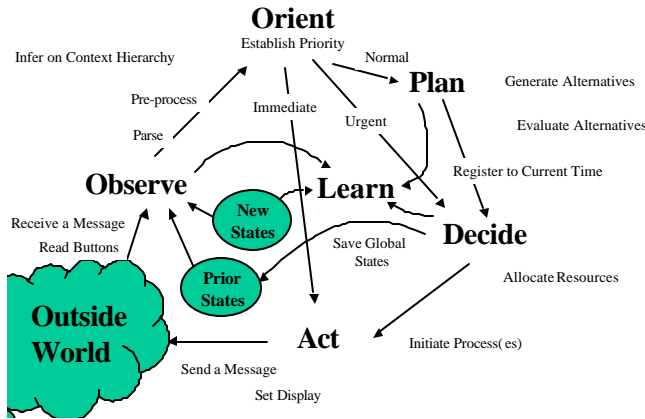 Orient
Establish Priority
Infer on Context Hierarchy
Normal
Plan
Generate Alternatives
Pre-process
Immediate
Urgent
Evaluate Alternatives
Parse
Observe
Learn
Register to Current Time
New
States
Receive a Message
Read Buttons
Decide
Save Global
States
Prior
States
Allocate Resources
Outside
World
Act
Initiate Process(es)
Send a Message
Set Display